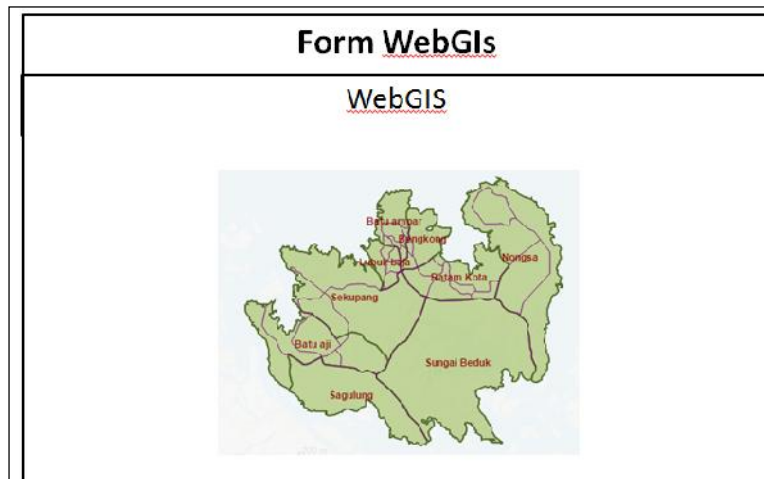 Form WebGIs
WebGIS
Batu ampar
Bengkong
Lubuk Baja
Batam Kota
Nongsa
Sekupang
Batu aji
Sungai Beduk
Sagulung